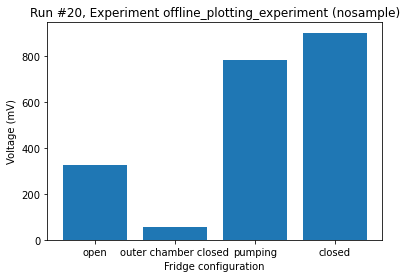 Run #20, Experiment offline_plotting_experiment (nosample)
Voltage (mV)
800
600
400
200
0
open outer chamber closed pumping closed
Fridge configuration